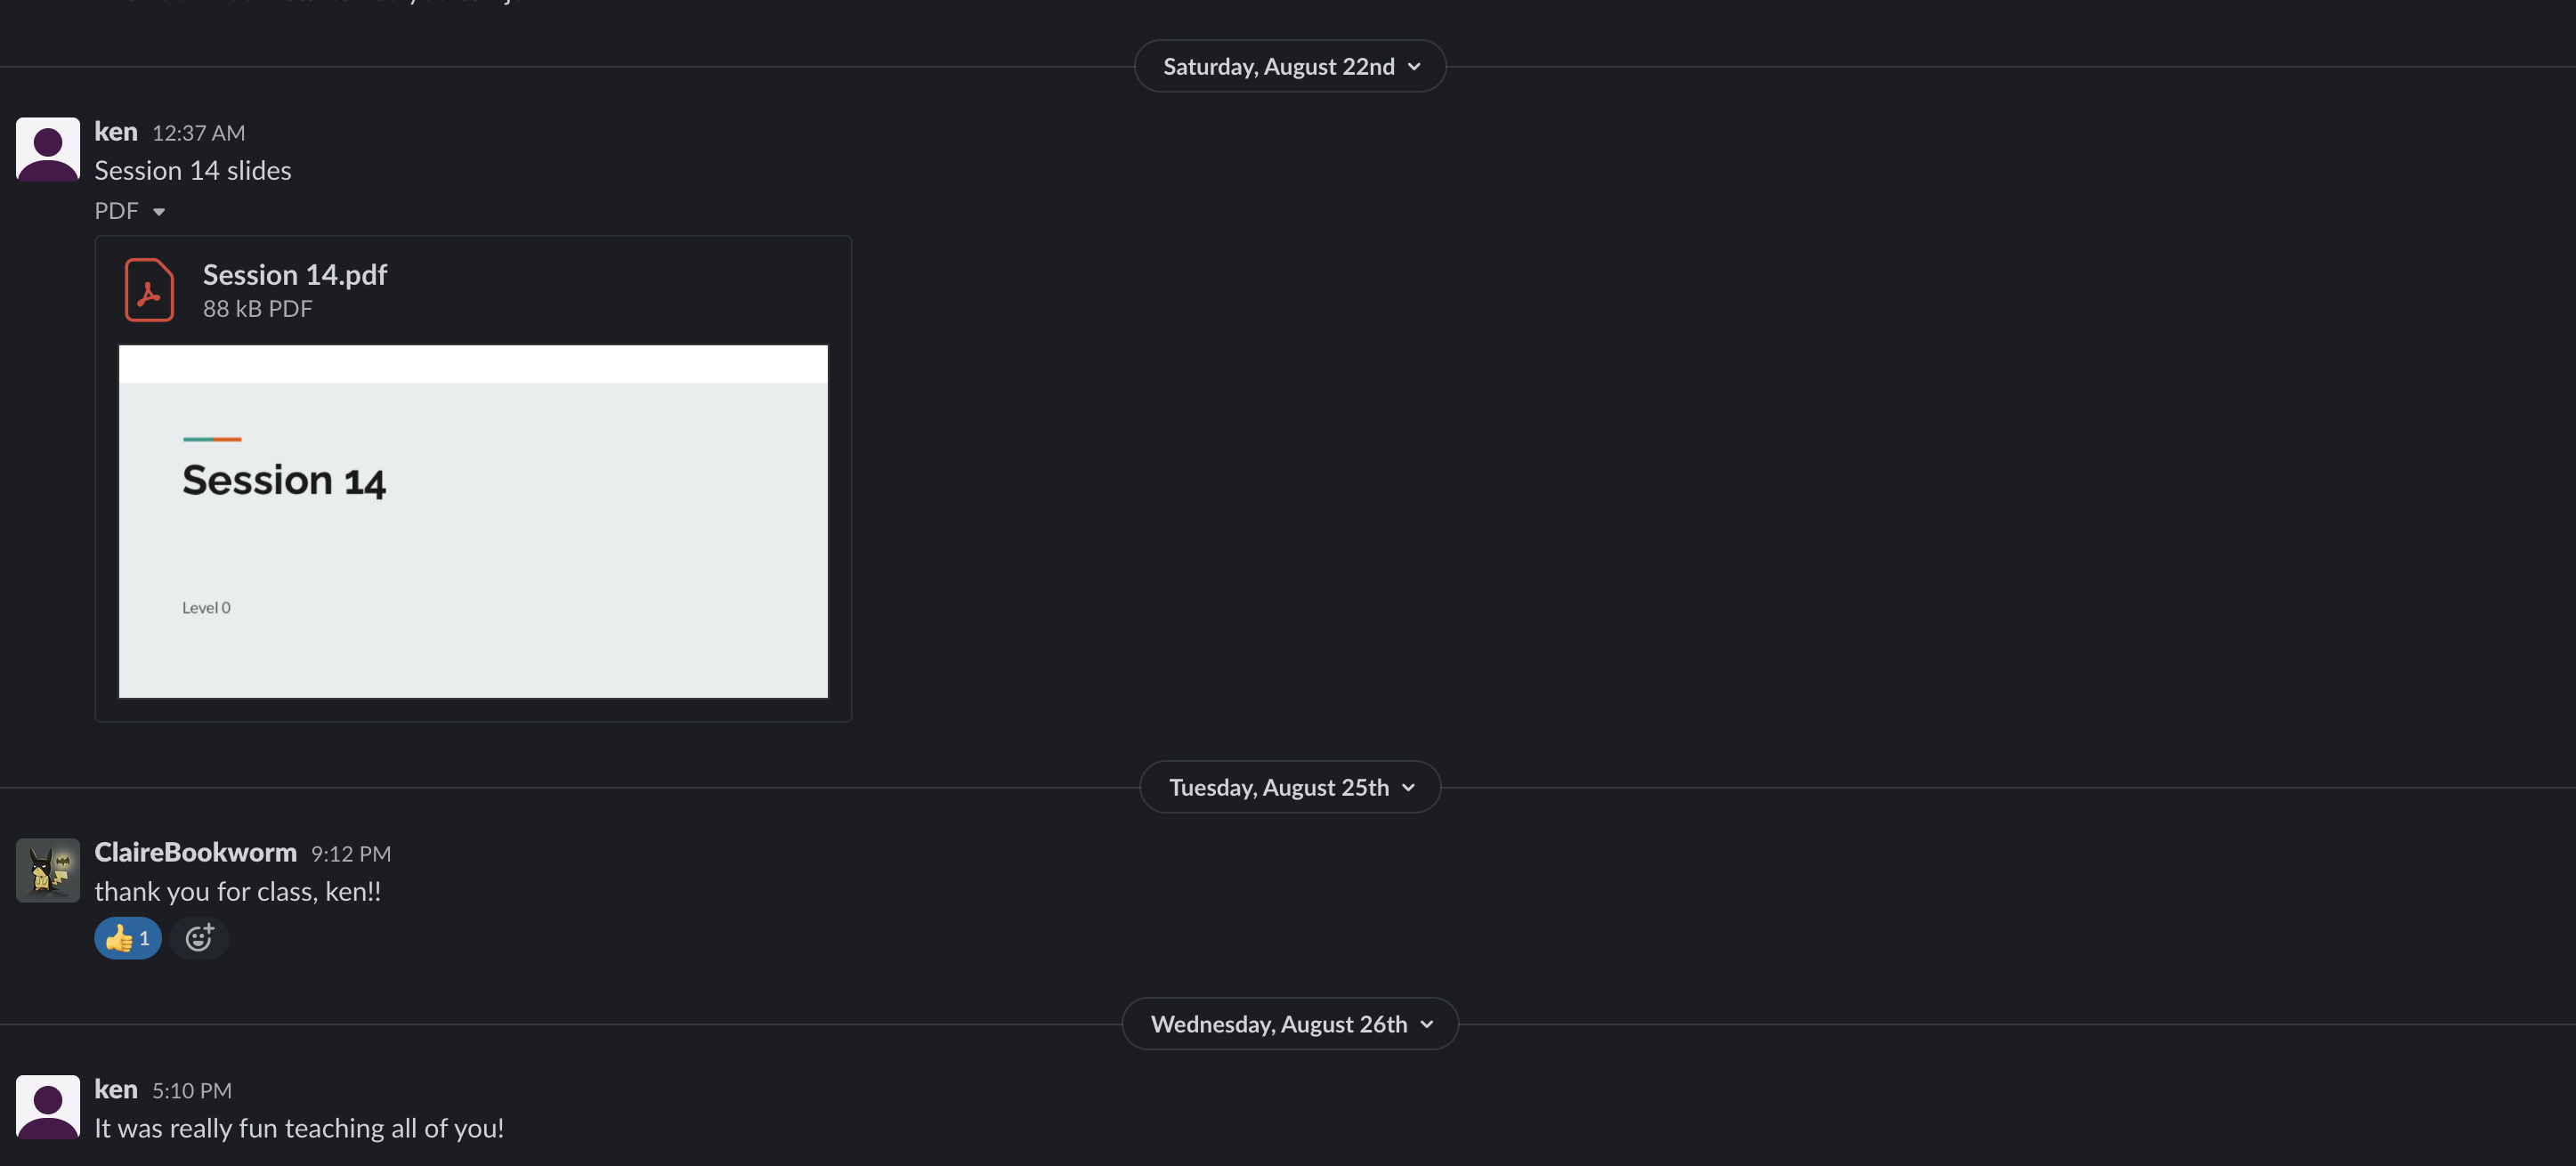 Saturday, August 22nd
ken 12:37 AM
Session 14 slides
PDF
Session 14.pdf
88 kB PDF
Session 14
Level 0
Tuesday, August 25th
ClaireBookworm 9:12 PM
thank you for class, ken!!
👍 1
Wednesday, August 26th
ken 5:10 PM
It was really fun teaching all of you!